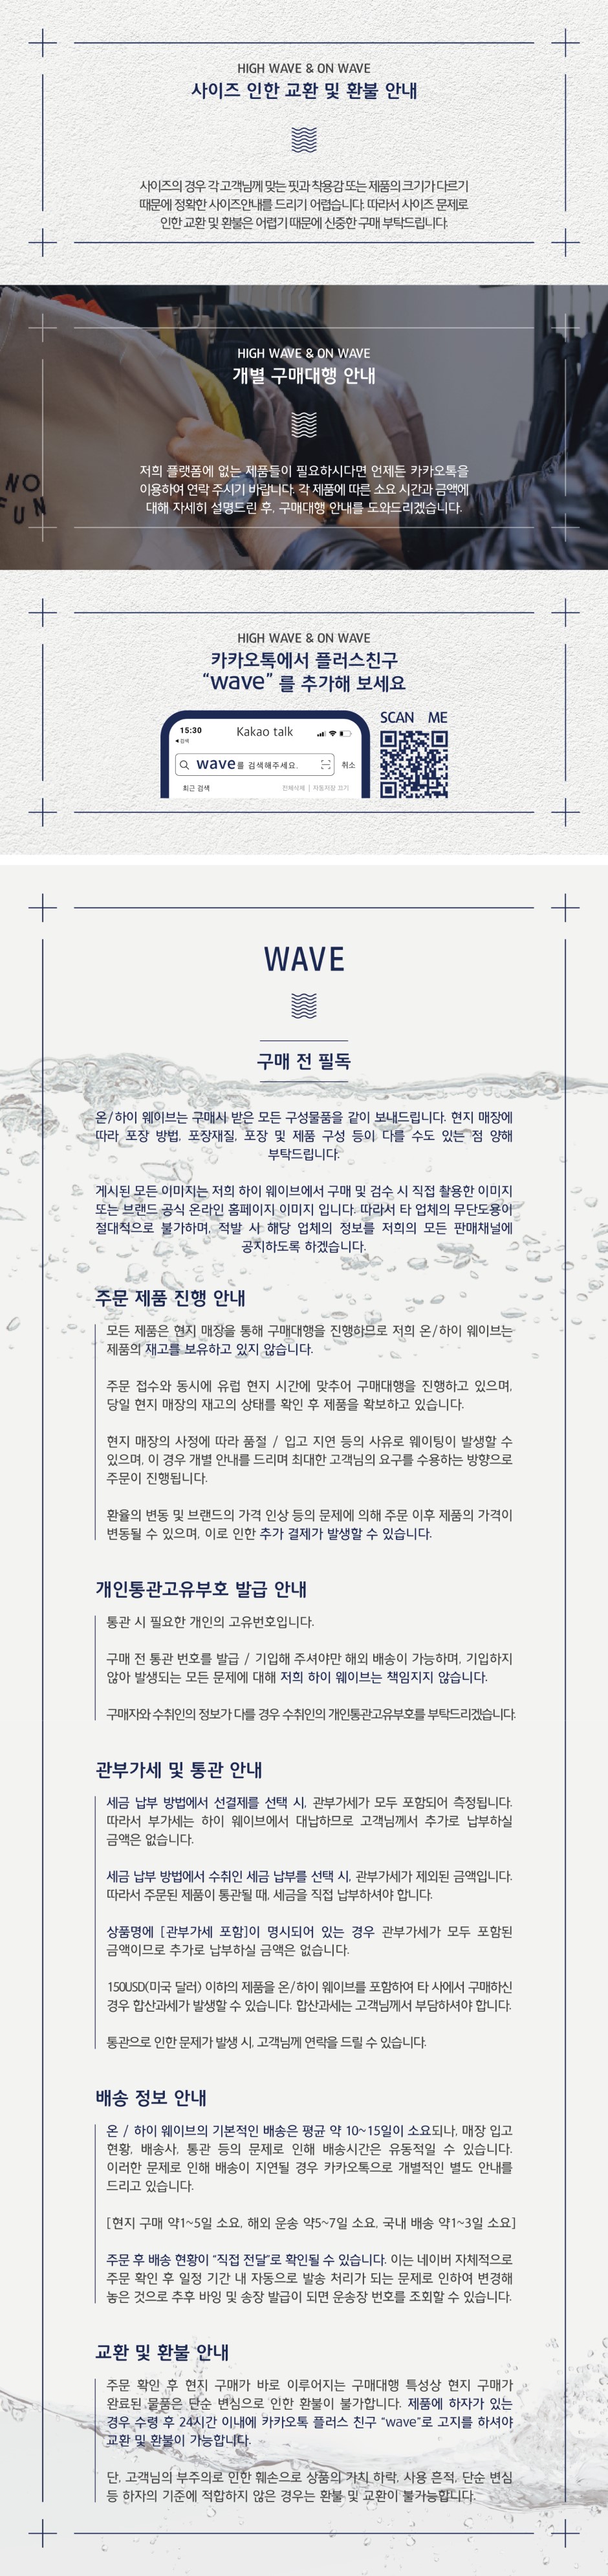 HIGH WAVE & ON WAVE
사이즈 인한 교환 및 환불 안내
사이즈의 경우 각 고객님께 맞는 핏과 착용감 또는 제품의 크기가 다르기
때문에 정확한 사이즈안내를 드리기 어렵습니다. 따라서 사이즈 문제로
인한 교환 및 환불은 어렵기 때문에 신중한 구매 부탁드립니다.
HIGH WAVE & ON WAVE
개별 구매대행 안내
저희 플랫폼에 없는 제품들이 필요하시다면 언제든 카카오톡을
이용하여 연락 주시기 바랍니다. 각 제품에 따른 소요 시간과 금액에
대해 자세히 설명드린 후, 구매대행 안내를 도와드리겠습니다.
NO
FUN
HIGH WAVE & ON WAVE
카카오톡에서 플러스친구
“wave” 를 추가해 보세요
SCAN ME
15:30
Kakao talk
◀ 검색
wave를 검색해주세요.
취소
최근 검색
전체삭제 | 자동저장 끄기
WAVE
구매 전 필독
온/하이 웨이브는 구매시 받은 모든 구성물품을 같이 보내드립니다. 현지 매장에
따라 포장 방법, 포장재질, 포장 및 제품 구성 등이 다를 수도 있는 점 양해
부탁드립니다.
게시된 모든 이미지는 저희 하이 웨이브에서 구매 및 검수 시 직접 촬용한 이미지
또는 브랜드 공식 온라인 홈페이지 이미지 입니다. 따라서 타 업체의 무단도용이
절대적으로 불가하며, 적발 시 해당 업체의 정보를 저희의 모든 판매채널에
공지하도록 하겠습니다.
주문 제품 진행 안내
모든 제품은 현지 매장을 통해 구매대행을 진행하므로 저희 온/하이 웨이브는
제품의 재고를 보유하고 있지 않습니다.
주문 접수와 동시에 유럽 현지 시간에 맞추어 구매대행을 진행하고 있으며,
당일 현지 매장의 재고의 상태를 확인 후 제품을 확보하고 있습니다.
현지 매장의 사정에 따라 품절 / 입고 지연 등의 사유로 웨이팅이 발생할 수
있으며, 이 경우 개별 안내를 드리며 최대한 고객님의 요구를 수용하는 방향으로
주문이 진행됩니다.
환율의 변동 및 브랜드의 가격 인상 등의 문제에 의해 주문 이후 제품의 가격이
변동될 수 있으며, 이로 인한 추가 결제가 발생할 수 있습니다.
개인통관고유부호 발급 안내
통관 시 필요한 개인의 고유번호입니다.
구매 전 통관 번호를 발급 / 기입해 주셔야만 해외 배송이 가능하며, 기입하지
않아 발생되는 모든 문제에 대해 저희 하이 웨이브는 책임지지 않습니다.
구매자와 수취인의 정보가 다를 경우 수취인의 개인통관고유부호를 부탁드리겠습니다.
관부가세 및 통관 안내
세금 납부 방법에서 선결제를 선택 시, 관부가세가 모두 포함되어 측정됩니다.
따라서 부가세는 하이 웨이브에서 대납하므로 고객님께서 추가로 납부하실
금액은 없습니다.
세금 납부 방법에서 수취인 세금 납부를 선택 시, 관부가세가 제외된 금액입니다.
따라서 주문된 제품이 통관될 때, 세금을 직접 납부하셔야 합니다.
상품명에 [관부가세 포함]이 명시되어 있는 경우 관부가세가 모두 포함된
금액이므로 추가로 납부하실 금액은 없습니다.
150USD(미국 달러) 이하의 제품을 온/하이 웨이브를 포함하여 타 사에서 구매하신
경우 합산과세가 발생할 수 있습니다. 합산과세는 고객님께서 부담하셔야 합니다.
통관으로 인한 문제가 발생 시, 고객님께 연락을 드릴 수 있습니다.
배송 정보 안내
온 / 하이 웨이브의 기본적인 배송은 평균 약 10~15일이 소요되나, 매장 입고
현황, 배송사, 통관 등의 문제로 인해 배송시간은 유동적일 수 있습니다.
이러한 문제로 인해 배송이 지연될 경우 카카오톡으로 개별적인 별도 안내를
드리고 있습니다.
[현지 구매 약1~5일 소요, 해외 운송 약5~7일 소요, 국내 배송 약1~3일 소요]
주문 후 배송 현황이 “직접 전달”로 확인될 수 있습니다. 이는 네이버 자체적으로
주문 확인 후 일정 기간 내 자동으로 발송 처리가 되는 문제로 인하여 변경해
놓은 것으로 추후 바잉 및 송장 발급이 되면 운송장 번호를 조회할 수 있습니다.
교환 및 환불 안내
주문 확인 후 현지 구매가 바로 이루어지는 구매대행 특성상 현지 구매가
완료된 물품은 단순 변심으로 인한 환불이 불가합니다. 제품에 하자가 있는
경우 수령 후 24시간 이내에 카카오톡 플러스 친구 “wave”로 고지를 하셔야
교환 및 환불이 가능합니다.
단, 고객님의 부주의로 인한 훼손으로 상품의 가치 하락, 사용 흔적, 단순 변심
등 하자의 기준에 적합하지 않은 경우는 환불 및 교환이 불가능합니다.